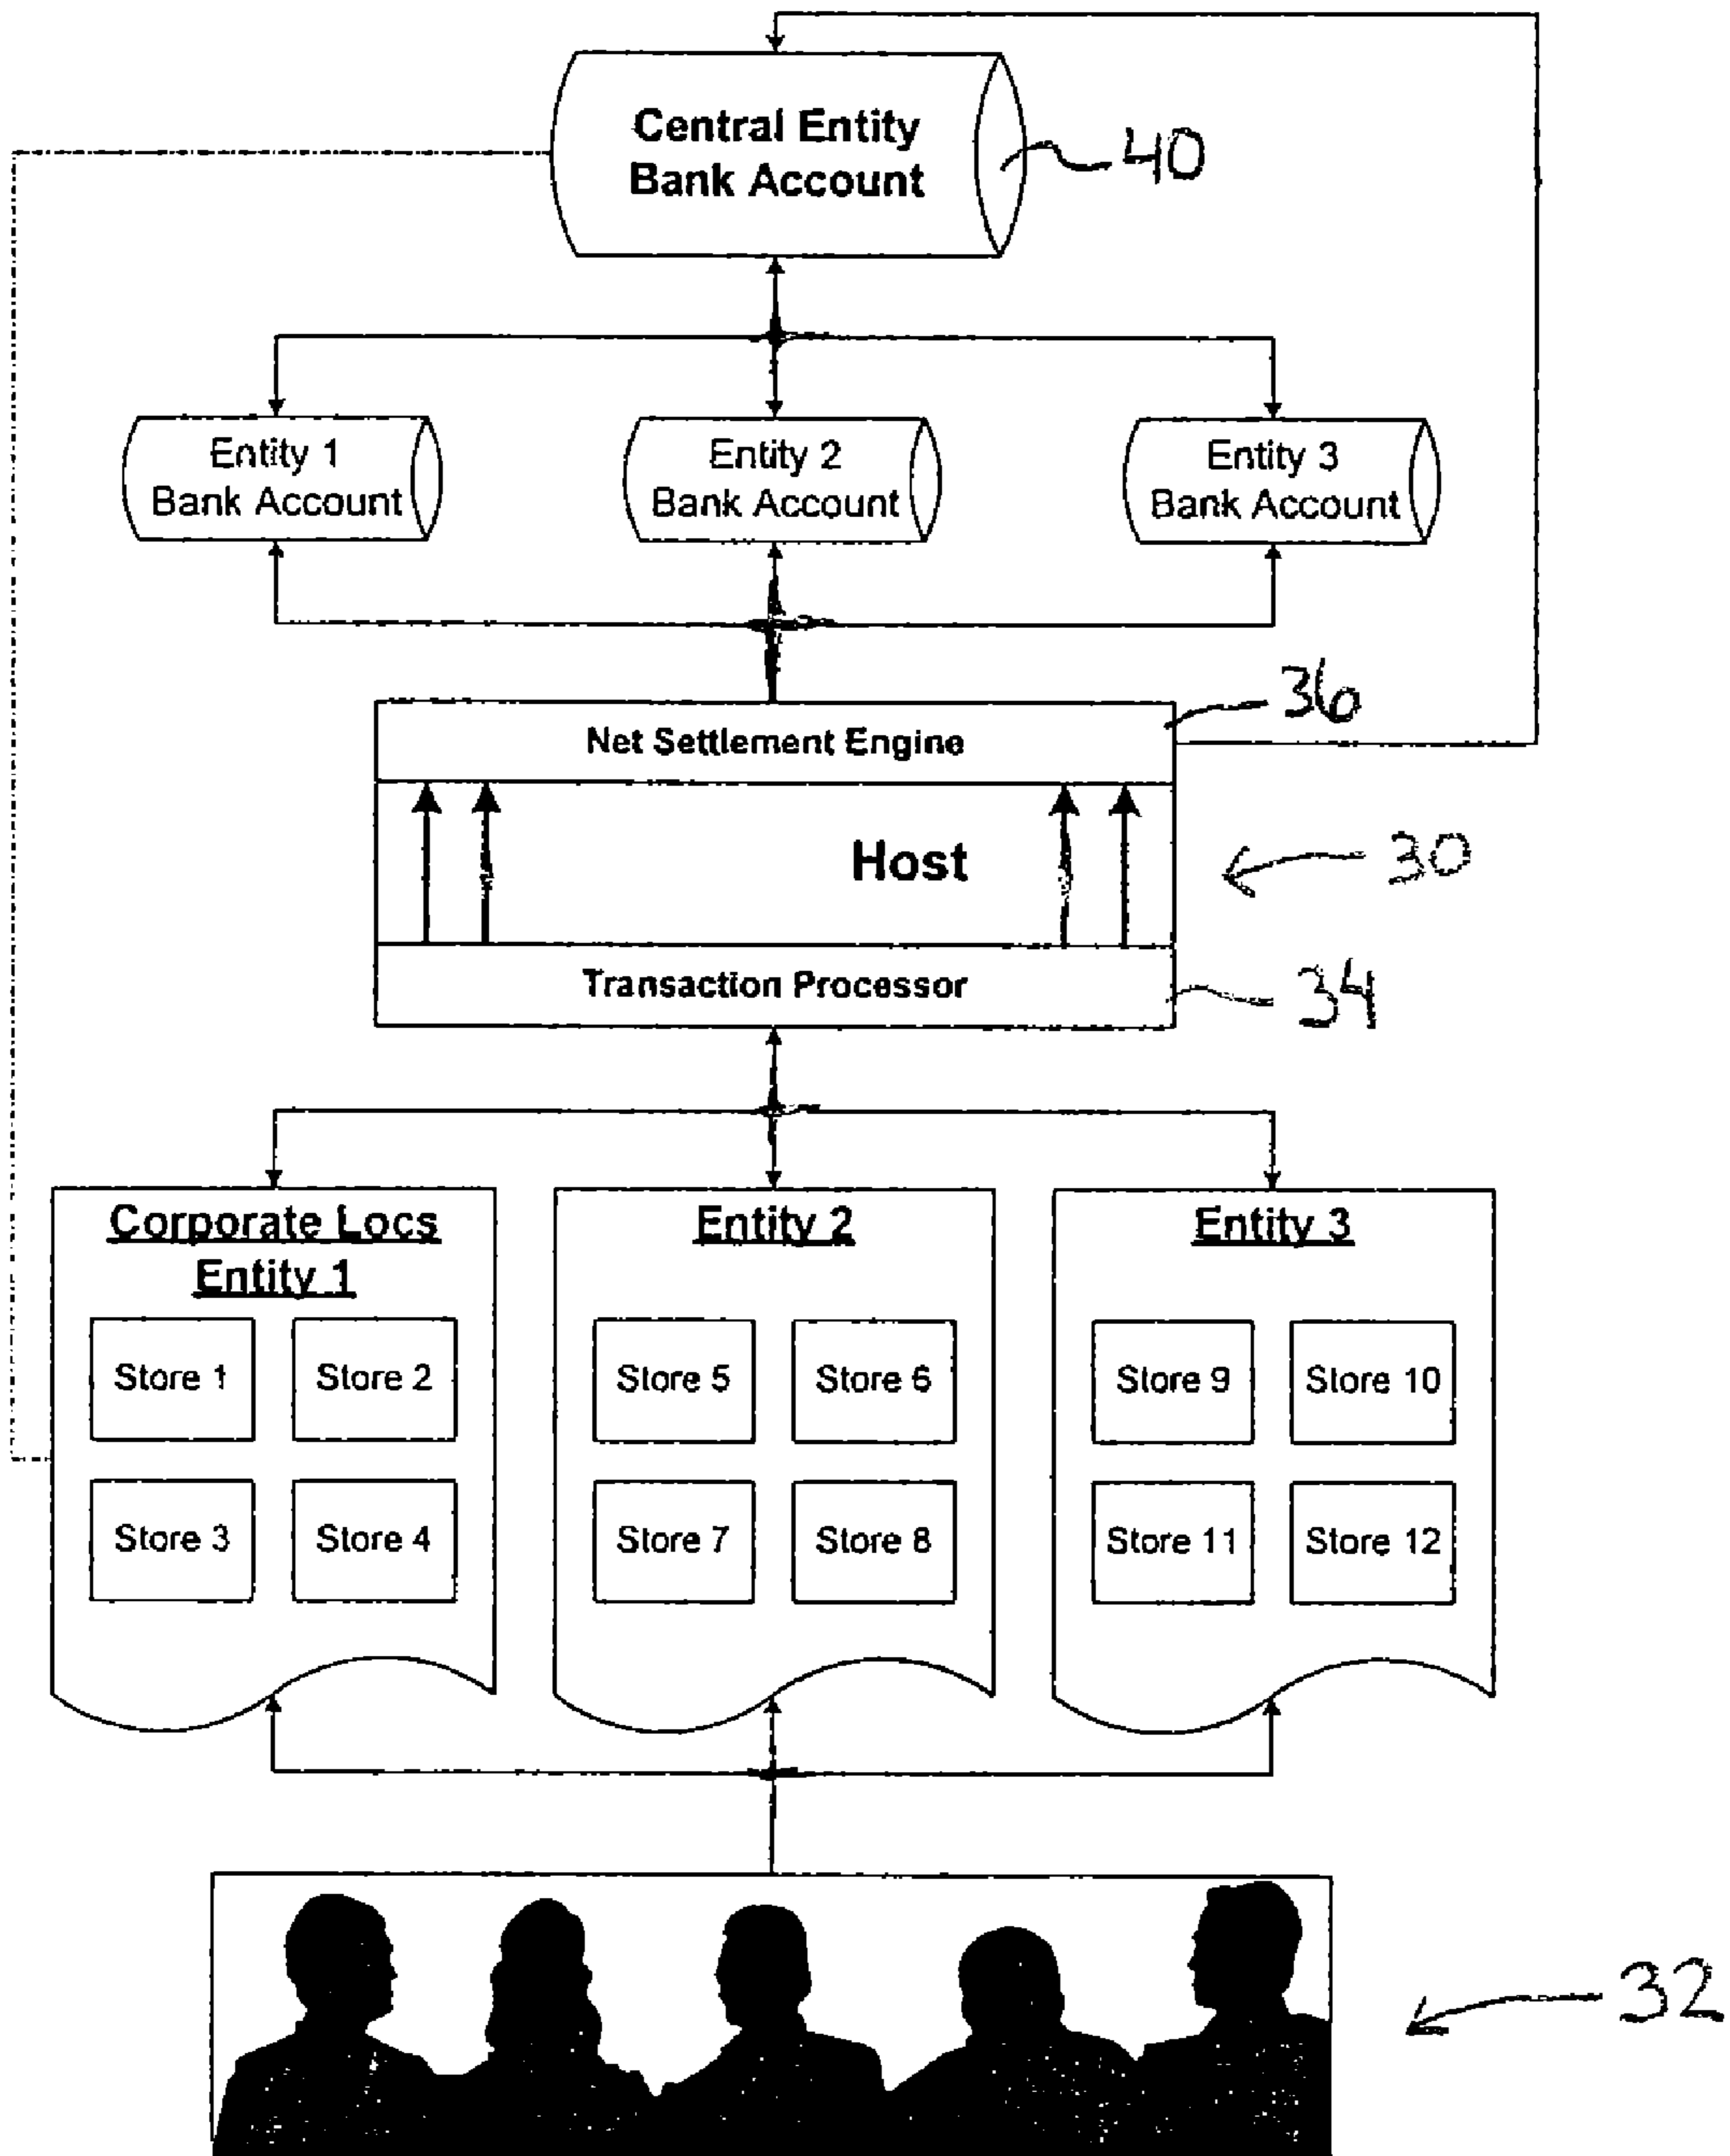 Central Entity
Bank Account
40
Entity 1
Bank Account
Entity 2
Bank Account
Entity 3
Bank Account
36
Net Settlement Engine
Host
30
Transaction Processor
34
Corporate Locs
Entity 1
Store 1
Store 2
Store 3
Store 4
Entity 2
Store 5
Store 6
Store 7
Store 8
Entity 3
Store 9
Store 10
Store 11
Store 12
32